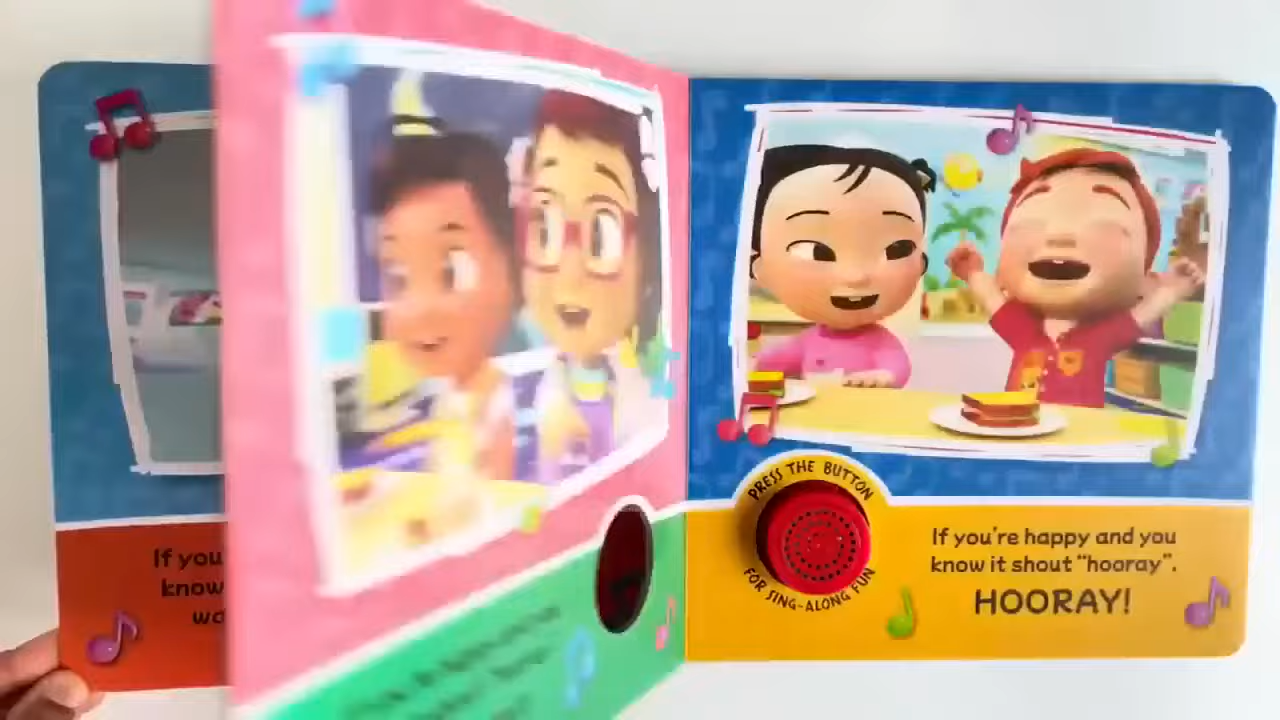 If you
know
wa
PRESS THE BUTTON
FOR SING-ALONG FUN
If you're happy and you
know it shout "hooray".
HOORAY!